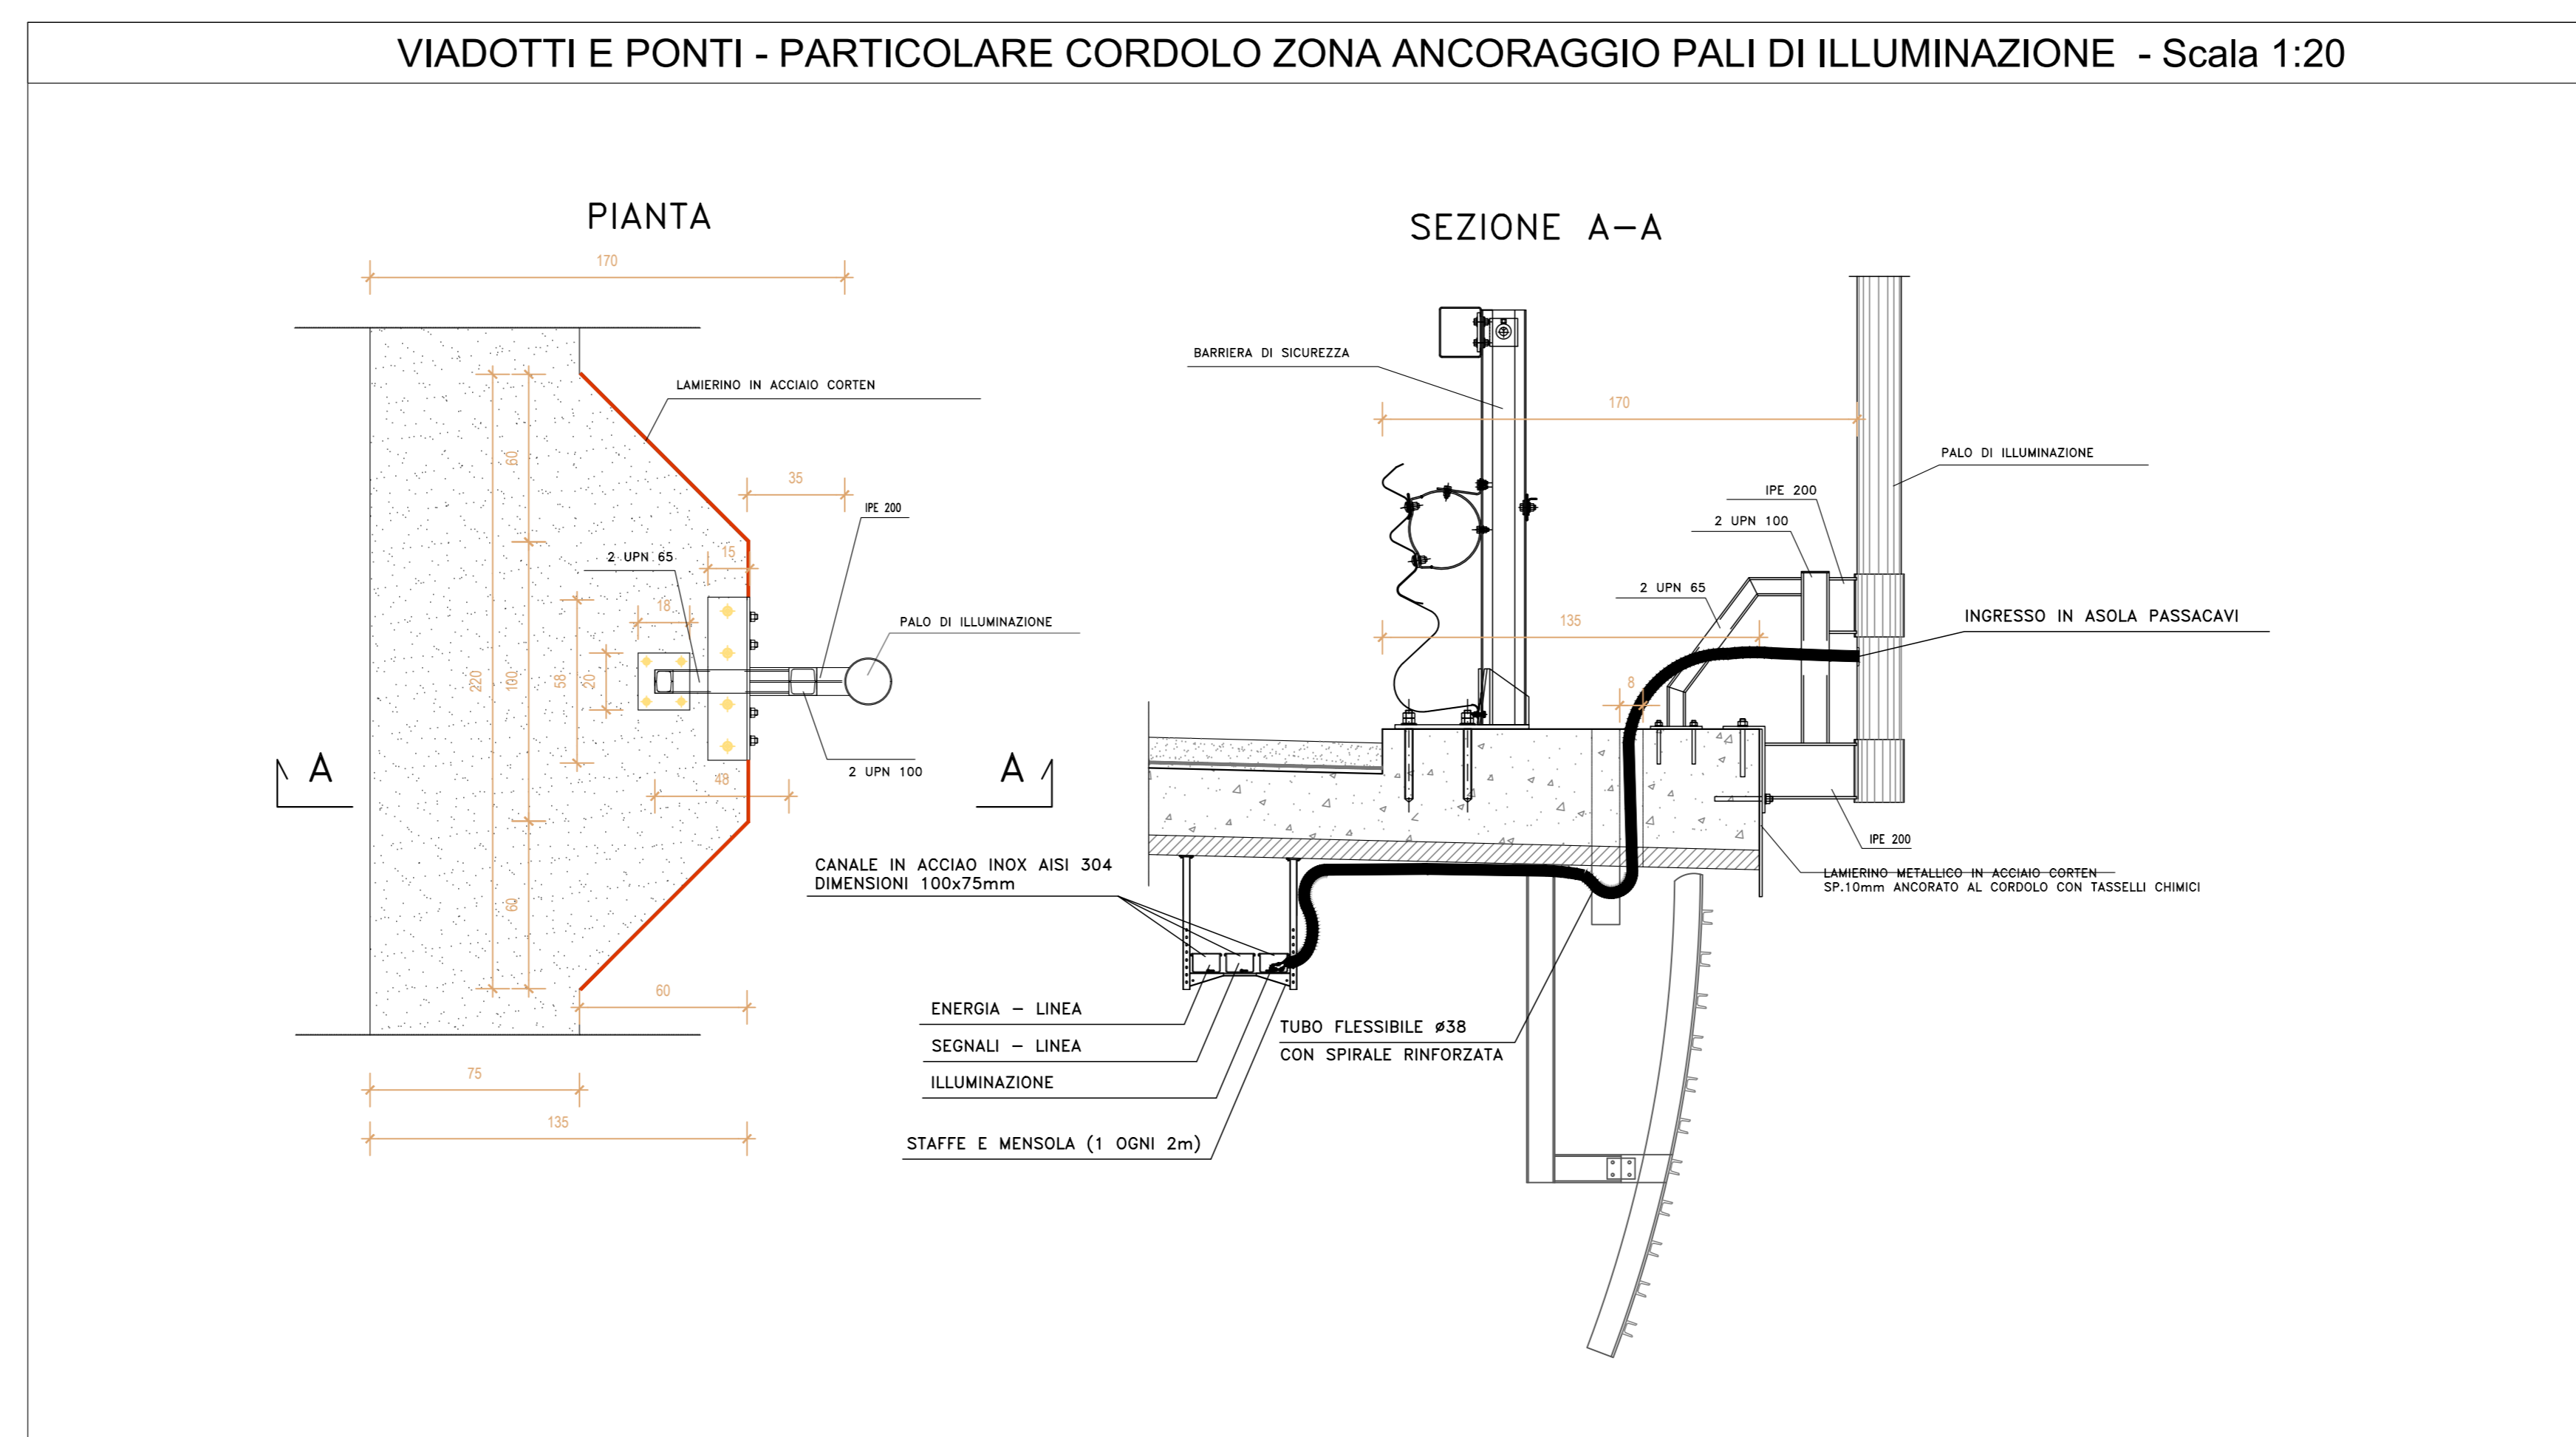 VIADOTTI E PONTI - PARTICOLARE CORDOLO ZONA ANCORAGGIO PALI DI ILLUMINAZIONE - Scala 1:20
PIANTA
170
LAMIERINO IN ACCIAIO CORTEN
60
35
IPE 200
15
2 UPN 65
18
PALO DI ILLUMINAZIONE
220
100
58
20
48
2 UPN 100
A
A
60
60
75
135
SEZIONE A-A
BARRIERA DI SICUREZZA
170
PALO DI ILLUMINAZIONE
IPE 200
2 UPN 100
2 UPN 65
135
INGRESSO IN ASOLA PASSACAVI
8
IPE 200
LAMIERINO METALLICO IN ACCIAIO CORTEN
SP.10mm ANCORATO AL CORDOLO CON TASSELLI CHIMICI
CANALE IN ACCIAO INOX AISI 304
DIMENSIONI 100x75mm
ENERGIA - LINEA
SEGNALI - LINEA
ILLUMINAZIONE
STAFFE E MENSOLA (1 OGNI 2m)
TUBO FLESSIBILE ø38
CON SPIRALE RINFORZATA